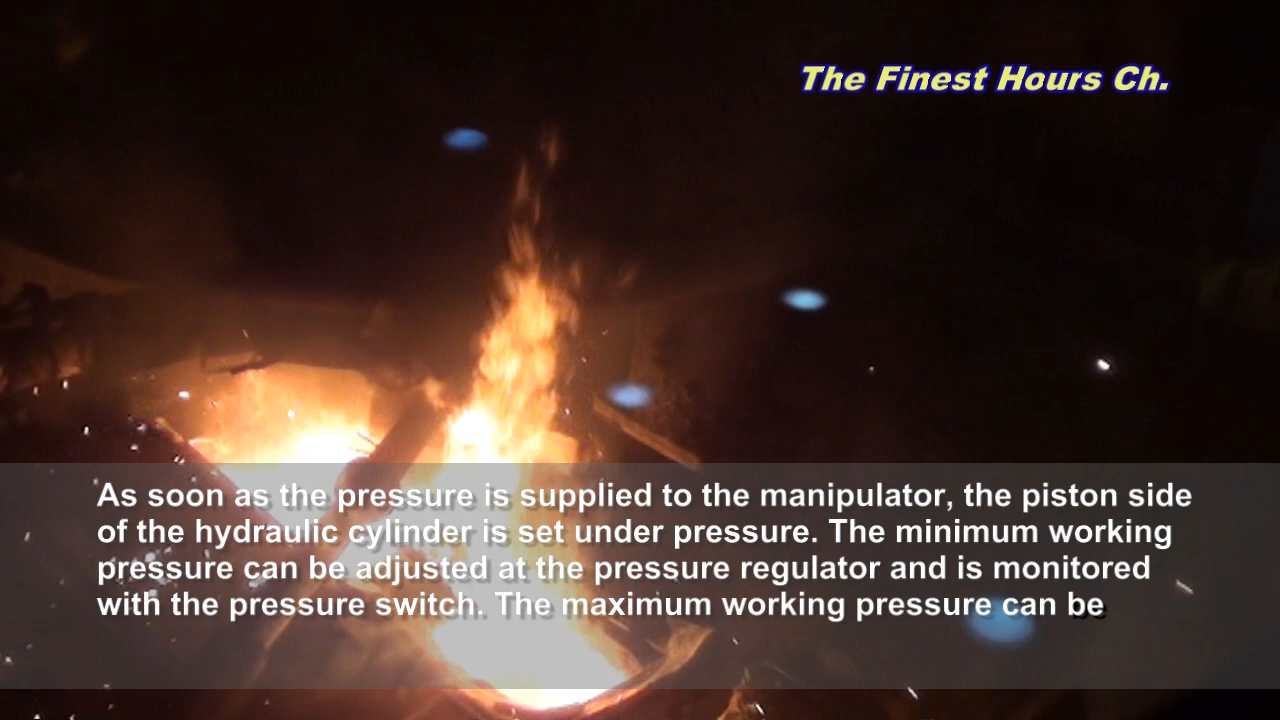 The Finest Hours Ch.
As soon as the pressure is supplied to the manipulator, the piston side
of the hydraulic cylinder is set under pressure. The minimum working
pressure can be adjusted at the pressure regulator and is monitored
with the pressure switch. The maximum working pressure can be